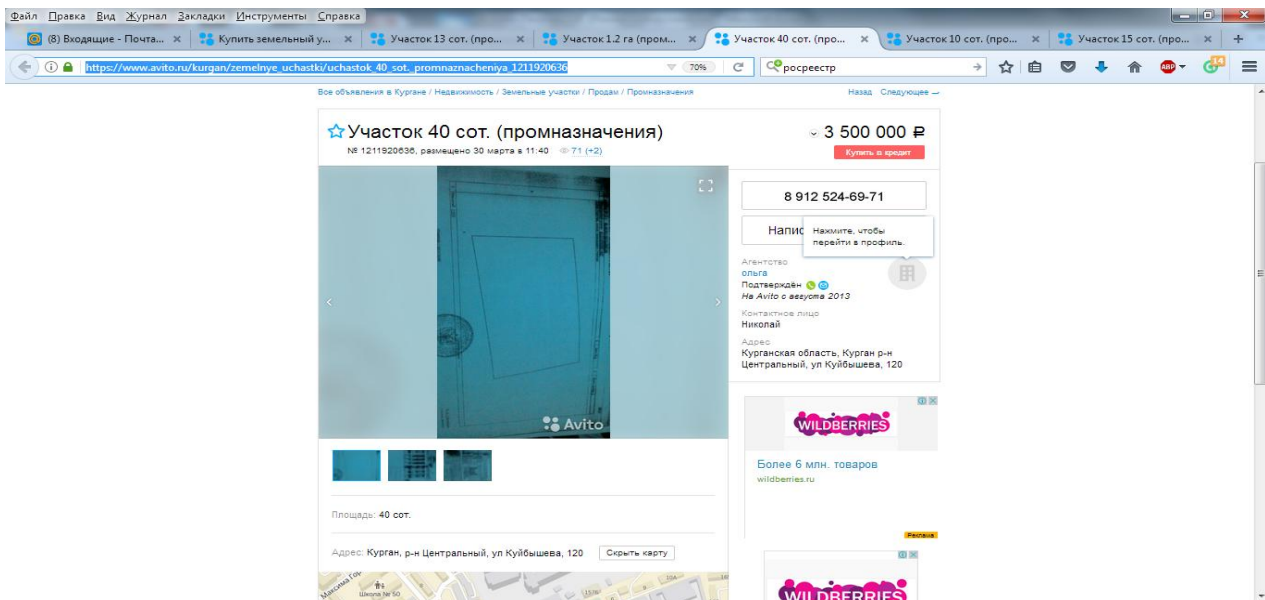 Файл Правка Вид Журнал Закладки Инструменты Справка
(8) Входящие - Почта...
Купить земельный у...
Участок 13 сот. (про...
Участок 1.2 га (пром...
Участок 40 сот. (про...
Участок 10 сот. (про...
Участок 15 сот. (про...
https://www.avito.ru/kurgan/zemelnye_uchastki/uchastok_40_sot._promnaznacheniya_1211920636
70%
росреестр
ABP
14
Все объявления в Кургане / Недвижимость / Земельные участки / Продам / Промназначения
Назад Следующее →
Участок 40 сот. (промназначения)
3 500 000 ₽
№ 1211920636, размещено 30 марта в 11:40 71 (+2)
Купить в кредит
8 912 524-69-71
Напис
Нажмите, чтобы
перейти в профиль.
Агентство
ольга
Подтверждён
На Avito с августа 2013
Контактное лицо
Николай
Адрес
Курганская область, Курган р-н
Центральный, ул Куйбышева, 120
Avito
WILDBERRIES
Более 6 млн. товаров
wildberries.ru
Реклама
Площадь: 40 сот.
Адрес: Курган, р-н Центральный, ул Куйбышева, 120
Скрыть карту
Школа № 50
WILDBERRIES